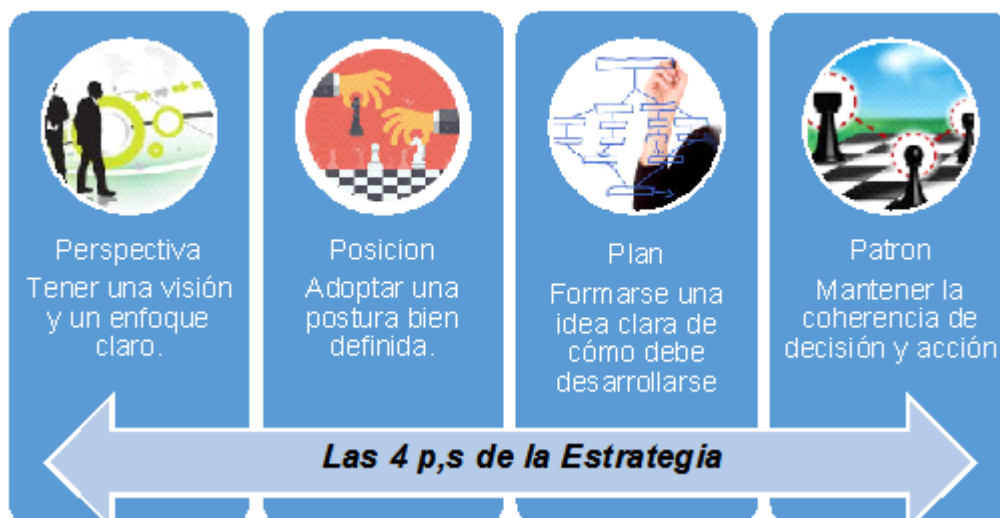 Perspectiva
Tener una visión
y un enfoque
claro.
Posicion
Adoptar una
postura bien
definida.
Plan
Formarse una
idea clara de
cómo debe
desarrollarse
Patron
Mantener la
coherencia de
decisión y acción
Las 4 p,s de la Estrategia